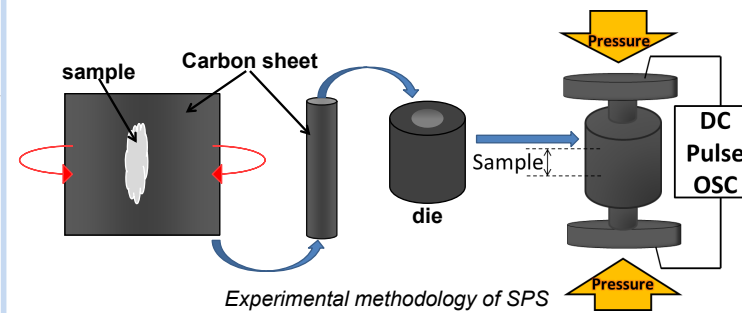 sample
Carbon sheet
Pressure
DC
Pulse
OSC
Sample
die
Pressure
Experimental methodology of SPS